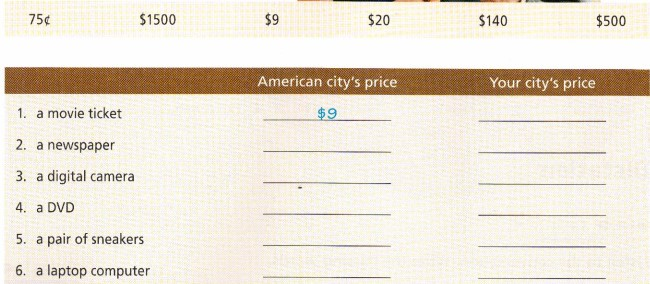 75¢ $1500 $9 $20 $140 $500
American city's price Your city's price
1. a movie ticket $9
2. a newspaper
3. a digital camera
4. a DVD
5. a pair of sneakers
6. a laptop computer